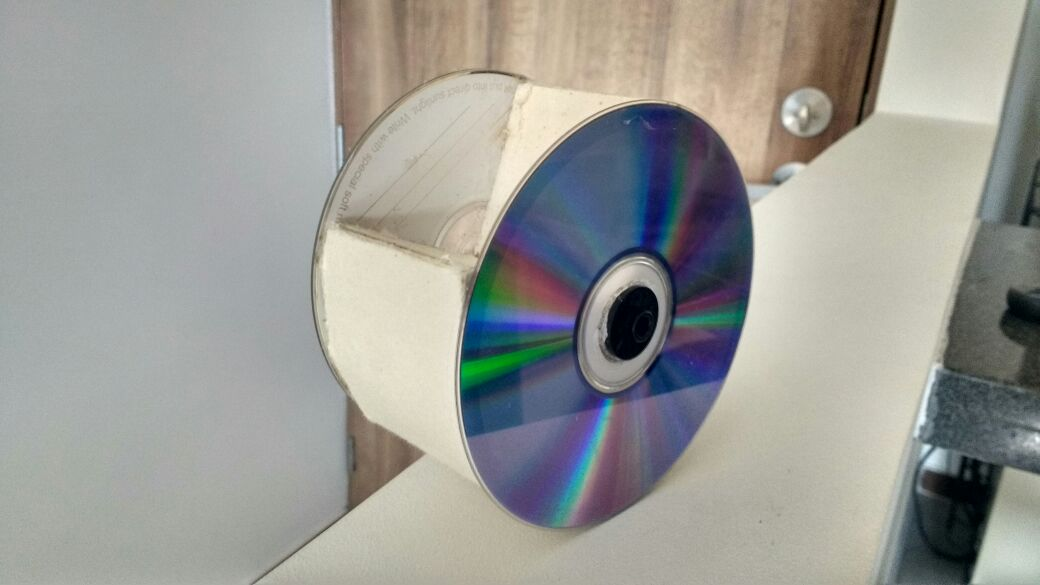 put into direct sunlight. Write with special soft